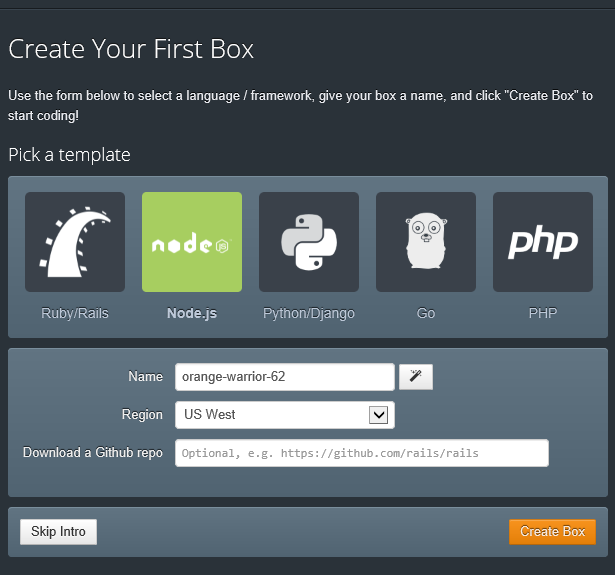 Create Your First Box
Use the form below to select a language / framework, give your box a name, and click "Create Box" to
start coding!
Pick a template
node JS
php
Ruby/Rails
Node.js
Python/Django
Go
PHP
Name
orange-warrior-62
Region
US West
Download a Github repo
Optional, e.g. https://github.com/rails/rails
Skip Intro
Create Box